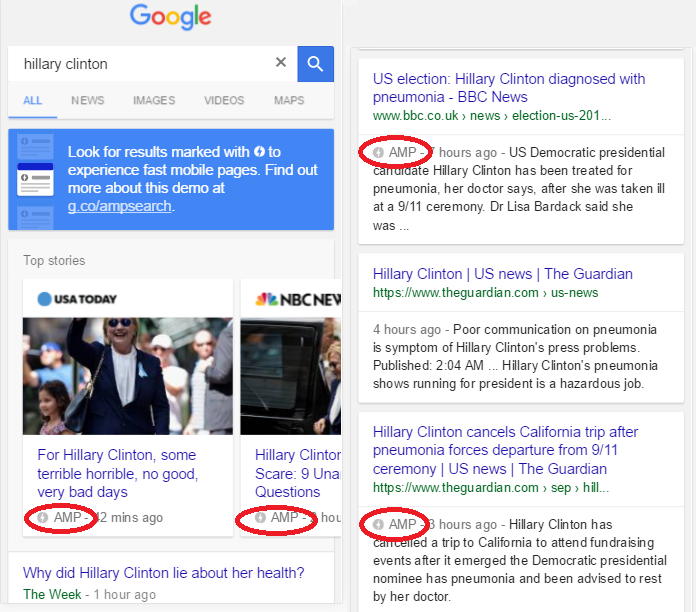 Google
hillary clinton
ALL NEWS IMAGES VIDEOS MAPS
Look for results marked with to
experience fast mobile pages. Find out
more about this demo at
g.co/ampsearch.
Top stories
USA TODAY
For Hillary Clinton, some
terrible horrible, no good,
very bad days
AMP - 42 mins ago
NBC NEW
Hillary Clinton
Scare: 9 Una
Questions
AMP - hou
Why did Hillary Clinton lie about her health?
The Week - 1 hour ago
US election: Hillary Clinton diagnosed with
pneumonia - BBC News
www.bbc.co.uk › news › election-us-201...
AMP - hours ago - US Democratic presidential
candidate Hillary Clinton has been treated for
pneumonia, her doctor says, after she was taken ill
at a 9/11 ceremony. Dr Lisa Bardack said she
was ...
Hillary Clinton | US news | The Guardian
https://www.theguardian.com › us-news
4 hours ago - Poor communication on pneumonia
is symptom of Hillary Clinton's press problems.
Published: 2:04 AM ... Hillary Clinton's pneumonia
shows running for president is a hazardous job.
Hillary Clinton cancels California trip after
pneumonia forces departure from 9/11
ceremony | US news | The Guardian
https://www.theguardian.com › sep › hill...
AMP - 3 hours ago - Hillary Clinton has
cancelled a trip to California to attend fundraising
events after it emerged the Democratic presidential
nominee has pneumonia and been advised to rest
by her doctor.